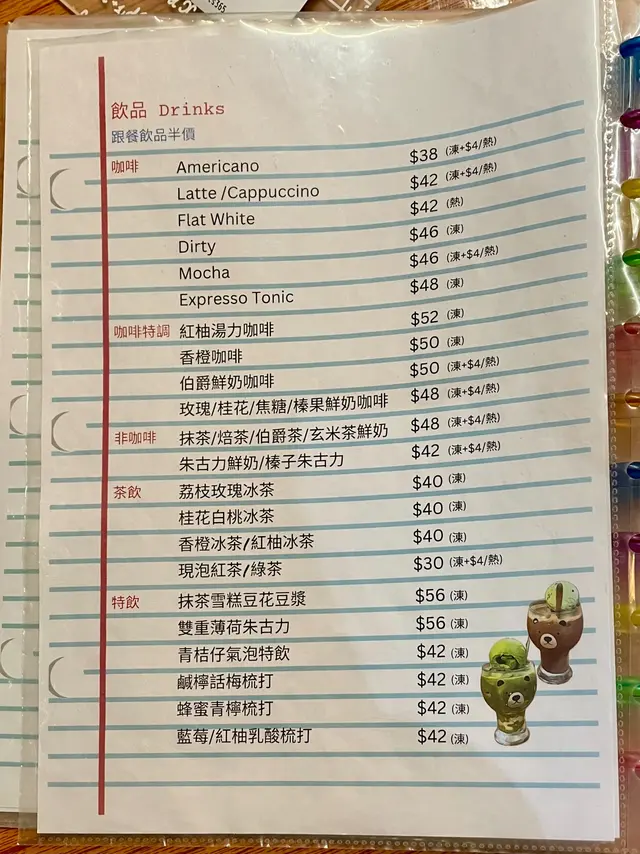 飲品 Drinks
跟餐飲品半價
咖啡 Americano $38 (凍+$4/熱)
Latte /Cappuccino $42 (凍+$4/熱)
Flat White $42 (熱)
Dirty $46 (凍)
Mocha $46 (凍+$4/熱)
Expresso Tonic $48 (凍)
咖啡特調 紅柚湯力咖啡 $52 (凍)
香橙咖啡 $50 (凍)
伯爵鮮奶咖啡 $50 (凍+$4/熱)
玫瑰/桂花/焦糖/榛果鮮奶咖啡 $48 (凍+$4/熱)
非咖啡 抹茶/焙茶/伯爵茶/玄米茶鮮奶 $48 (凍+$4/熱)
朱古力鮮奶/榛子朱古力 $42 (凍+$4/熱)
茶飲 荔枝玫瑰冰茶 $40 (凍)
桂花白桃冰茶 $40 (凍)
香橙冰茶/紅柚冰茶 $40 (凍)
現泡紅茶/綠茶 $30 (凍+$4/熱)
特飲 抹茶雪糕豆花豆漿 $56 (凍)
雙重薄荷朱古力 $56 (凍)
青桔仔氣泡特飲 $42 (凍)
鹹檸話梅梳打 $42 (凍)
蜂蜜青檸梳打 $42 (凍)
藍莓/紅柚乳酸梳打 $42 (凍)